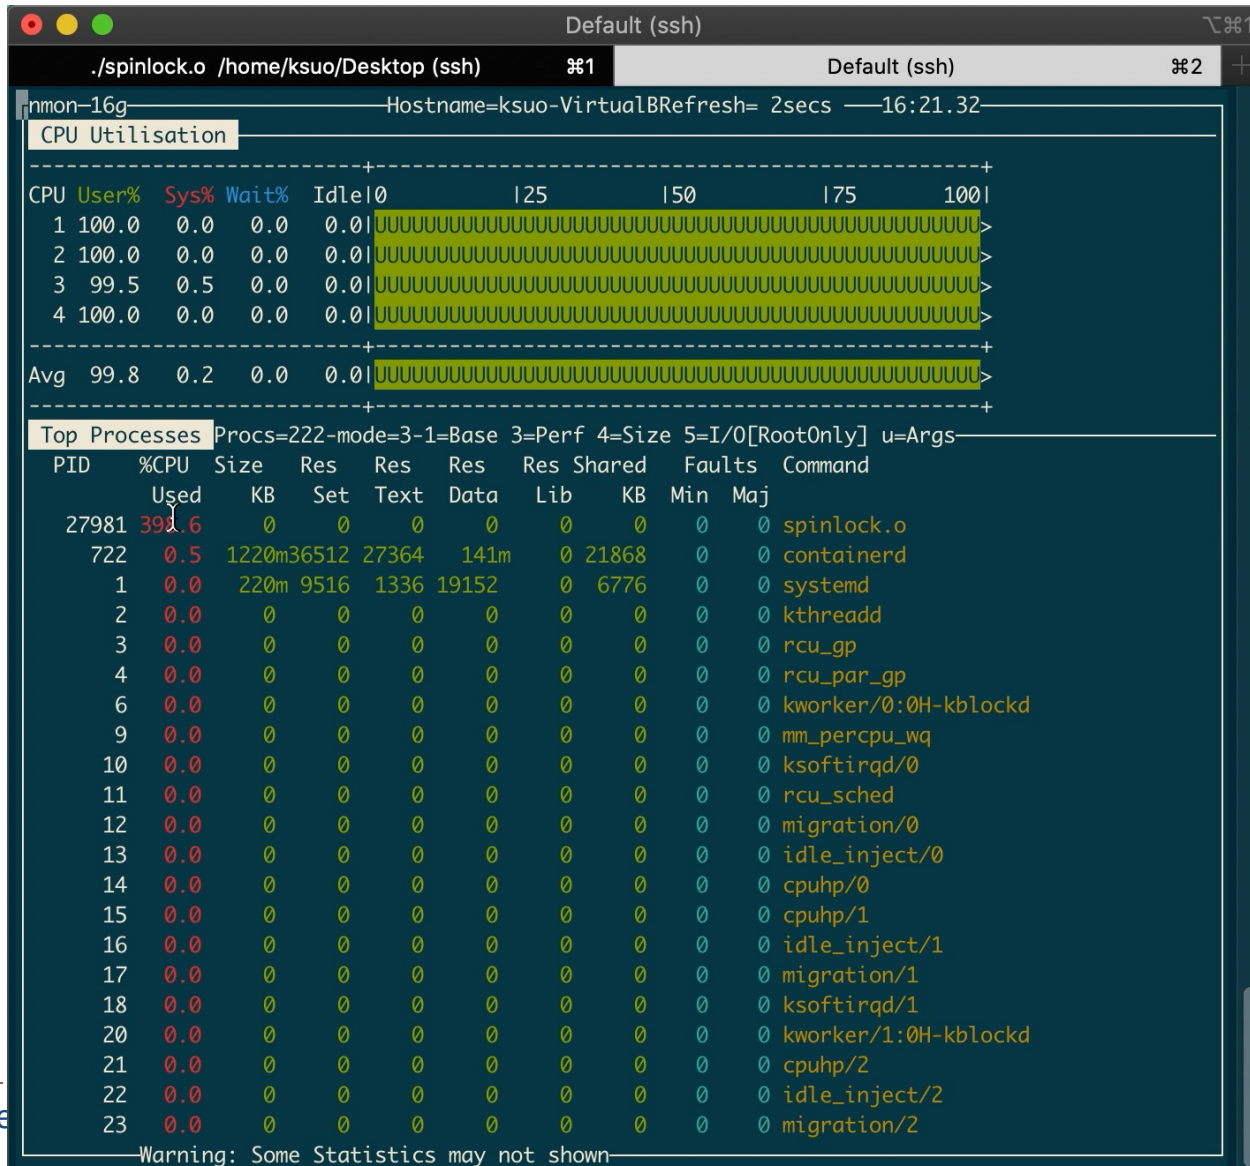 Default (ssh)
./spinlock.o /home/ksuo/Desktop (ssh) ⌘1 Default (ssh) ⌘2
nmon-16g Hostname=ksuo-VirtualBRefresh= 2secs 16:21.32
CPU Utilisation
CPU User% Sys% Wait% Idle|0 |25 |50 |75 100|
1 100.0 0.0 0.0 0.0|UUUUUUUUUUUUUUUUUUUUUUUUUUUUUUUUUUUUUUUUUUUUUUUUU>
2 100.0 0.0 0.0 0.0|UUUUUUUUUUUUUUUUUUUUUUUUUUUUUUUUUUUUUUUUUUUUUUUUU>
3 99.5 0.5 0.0 0.0|UUUUUUUUUUUUUUUUUUUUUUUUUUUUUUUUUUUUUUUUUUUUUUUUU>
4 100.0 0.0 0.0 0.0|UUUUUUUUUUUUUUUUUUUUUUUUUUUUUUUUUUUUUUUUUUUUUUUUU>
Avg 99.8 0.2 0.0 0.0|UUUUUUUUUUUUUUUUUUUUUUUUUUUUUUUUUUUUUUUUUUUUUUUUU>
Top Processes Procs=222-mode=3-1=Base 3=Perf 4=Size 5=I/O[RootOnly] u=Args
PID %CPU Size Res Res Res Res Shared Faults Command
Used KB Set Text Data Lib KB Min Maj
27981 0 0 0 0 0 0 0 0 spinlock.o
722 0.5 1220m36512 27364 141m 0 21868 0 0 containerd
1 0.0 220m 9516 1336 19152 0 6776 0 0 systemd
2 0.0 0 0 0 0 0 0 0 0 kthreadd
3 0.0 0 0 0 0 0 0 0 0 rcu_gp
4 0.0 0 0 0 0 0 0 0 0 rcu_par_gp
6 0.0 0 0 0 0 0 0 0 0 kworker/0:0H-kblockd
9 0.0 0 0 0 0 0 0 0 0 mm_percpu_wq
10 0.0 0 0 0 0 0 0 0 0 ksoftirqd/0
11 0.0 0 0 0 0 0 0 0 0 rcu_sched
12 0.0 0 0 0 0 0 0 0 0 migration/0
13 0.0 0 0 0 0 0 0 0 0 idle_inject/0
14 0.0 0 0 0 0 0 0 0 0 cpuhp/0
15 0.0 0 0 0 0 0 0 0 0 cpuhp/1
16 0.0 0 0 0 0 0 0 0 0 idle_inject/1
17 0.0 0 0 0 0 0 0 0 0 migration/1
18 0.0 0 0 0 0 0 0 0 0 ksoftirqd/1
20 0.0 0 0 0 0 0 0 0 0 kworker/1:0H-kblockd
21 0.0 0 0 0 0 0 0 0 0 cpuhp/2
22 0.0 0 0 0 0 0 0 0 0 idle_inject/2
23 0.0 0 0 0 0 0 0 0 0 migration/2
Warning: Some Statistics may not shown